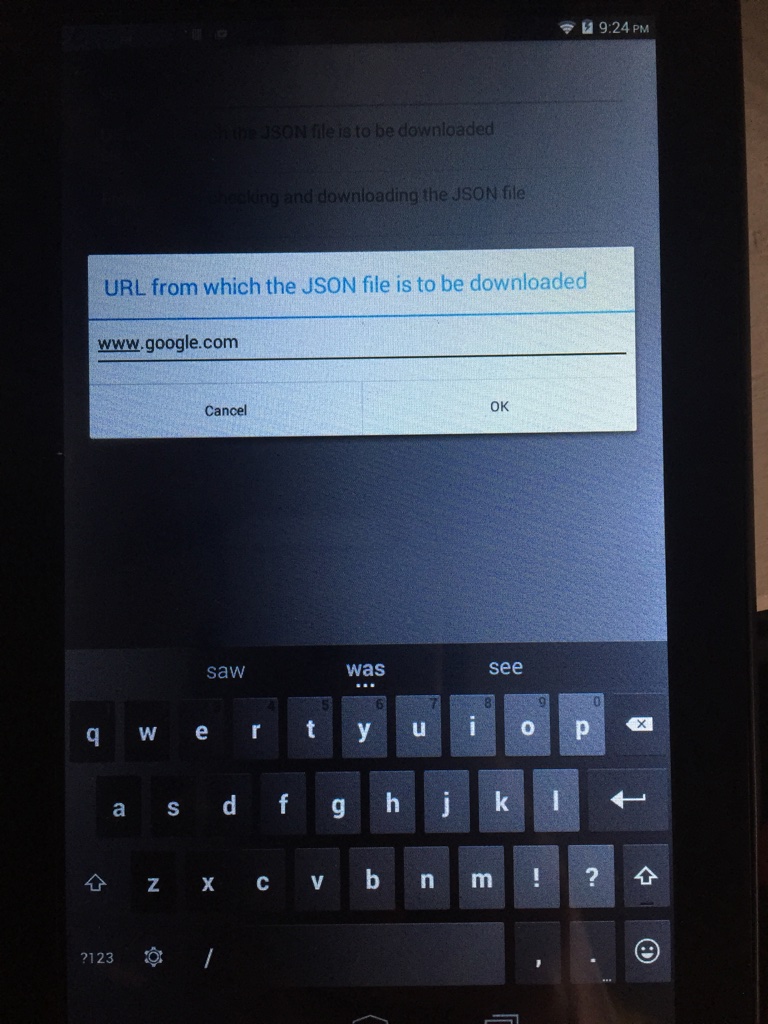 9:24 PM
the JSON file is to be downloaded
checking and downloading the JSON file
URL from which the JSON file is to be downloaded
www.google.com
Cancel OK
saw was see
4 5 6 7 8 9 0
q w e r t y u i o p
a s d f g h j k l
z x c v b n m ! ?
?123 / , . ...